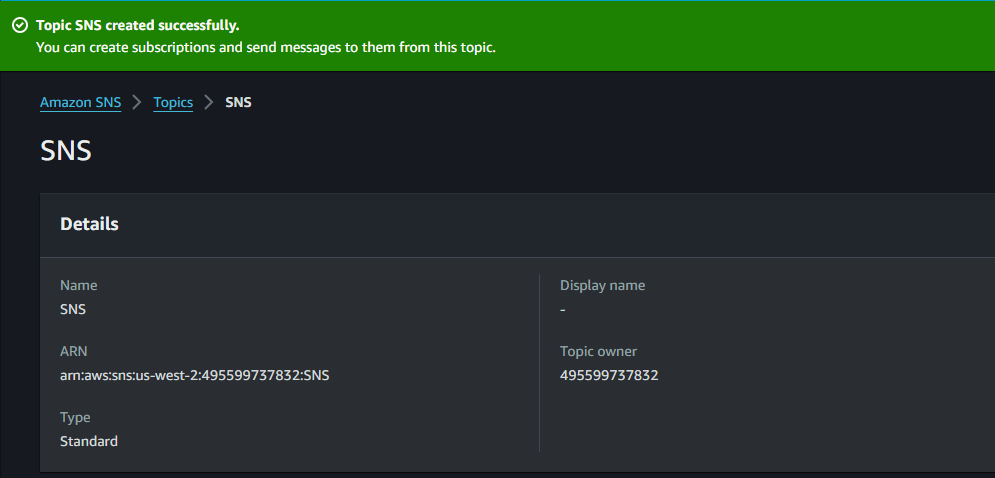 Topic SNS created successfully.
You can create subscriptions and send messages to them from this topic.
Amazon SNS > Topics > SNS
SNS
Details
Name
SNS
ARN
arn:aws:sns:us-west-2:495599737832:SNS
Type
Standard
Display name
-
Topic owner
495599737832